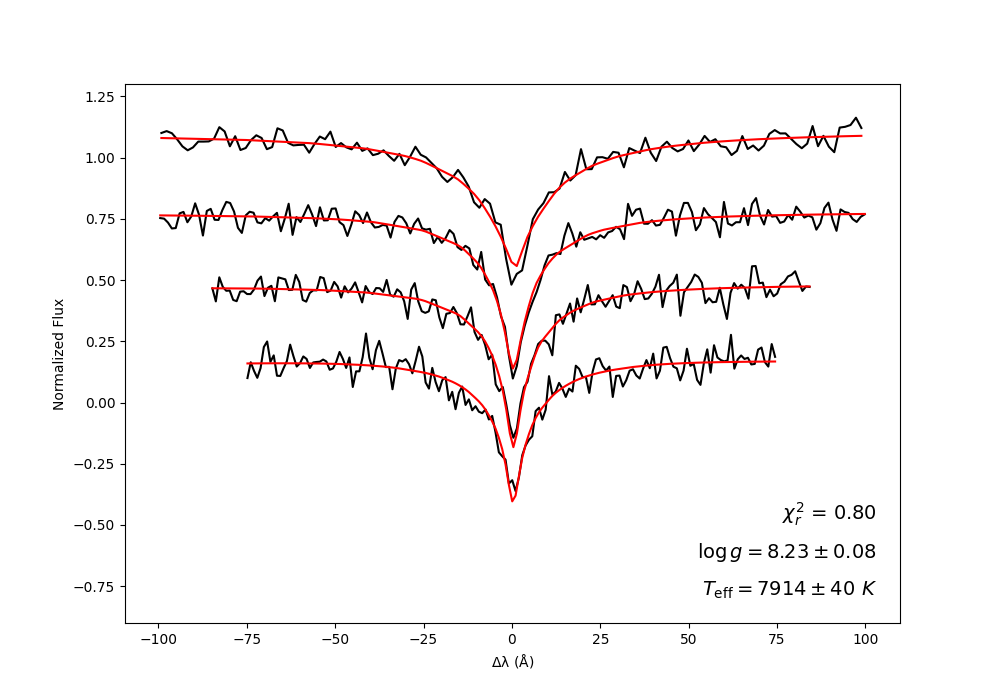 Normalized Flux
1.25
1.00
0.75
0.50
0.25
0.00
−0.25
−0.50
−0.75
χ²ᵣ = 0.80
log g = 8.23 ± 0.08
T_eff = 7914 ± 40 K
−100 −75 −50 −25 0 25 50 75 100
Δλ (Å)